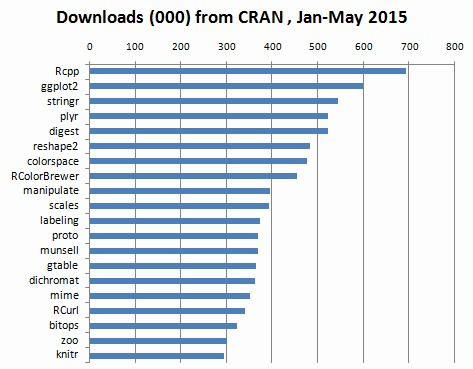 Downloads (000) from CRAN , Jan-May 2015
0 100 200 300 400 500 600 700 800
Rcpp
ggplot2
stringr
plyr
digest
reshape2
colorspace
RColorBrewer
manipulate
scales
labeling
proto
munsell
gtable
dichromat
mime
RCurl
bitops
zoo
knitr